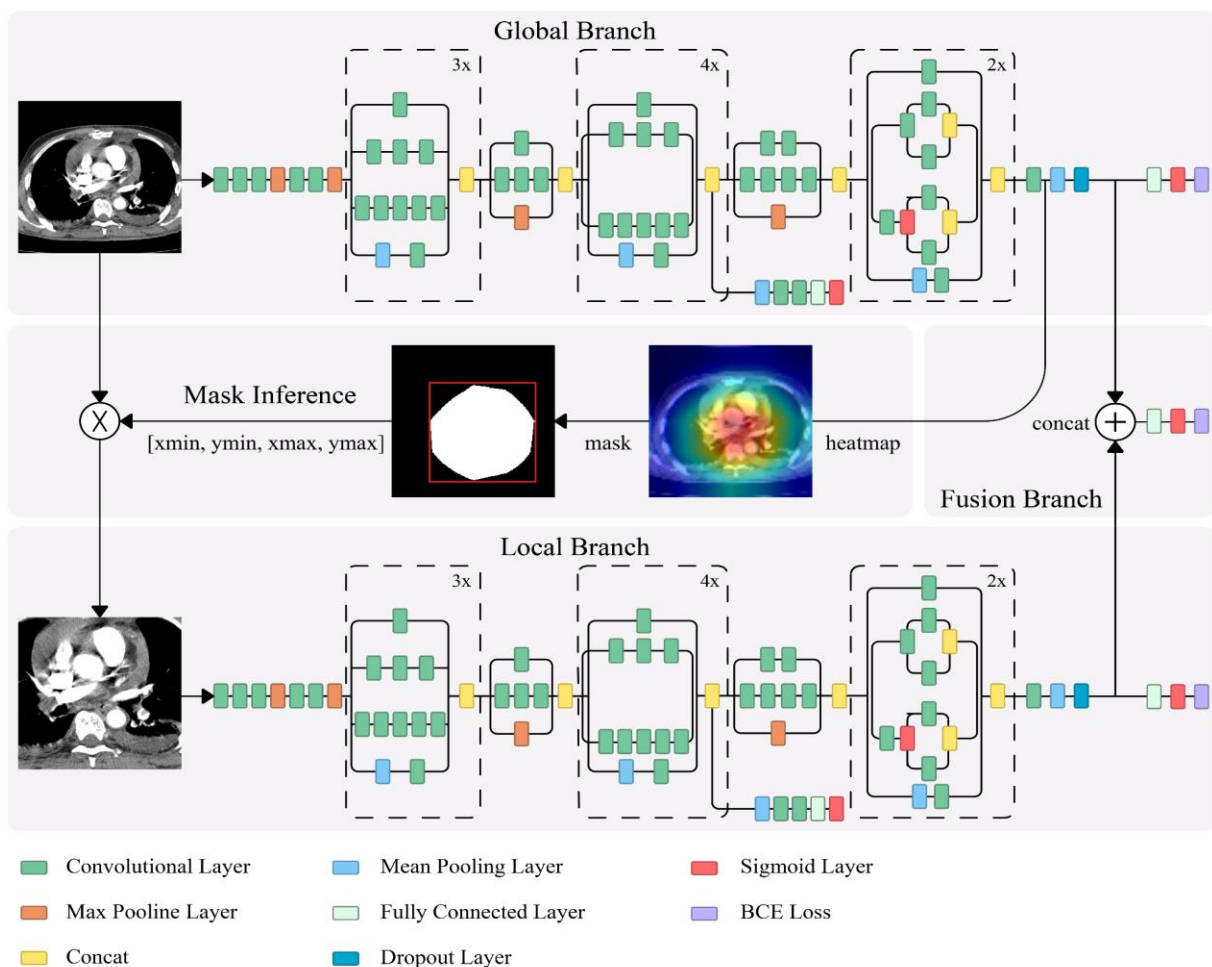 Global Branch
3x
4x
2x
Mask Inference
[xmin, ymin, xmax, ymax]
mask
heatmap
concat
Fusion Branch
Local Branch
3x
4x
2x
Convolutional Layer
Mean Pooling Layer
Sigmoid Layer
Max Pooline Layer
Fully Connected Layer
BCE Loss
Concat
Dropout Layer